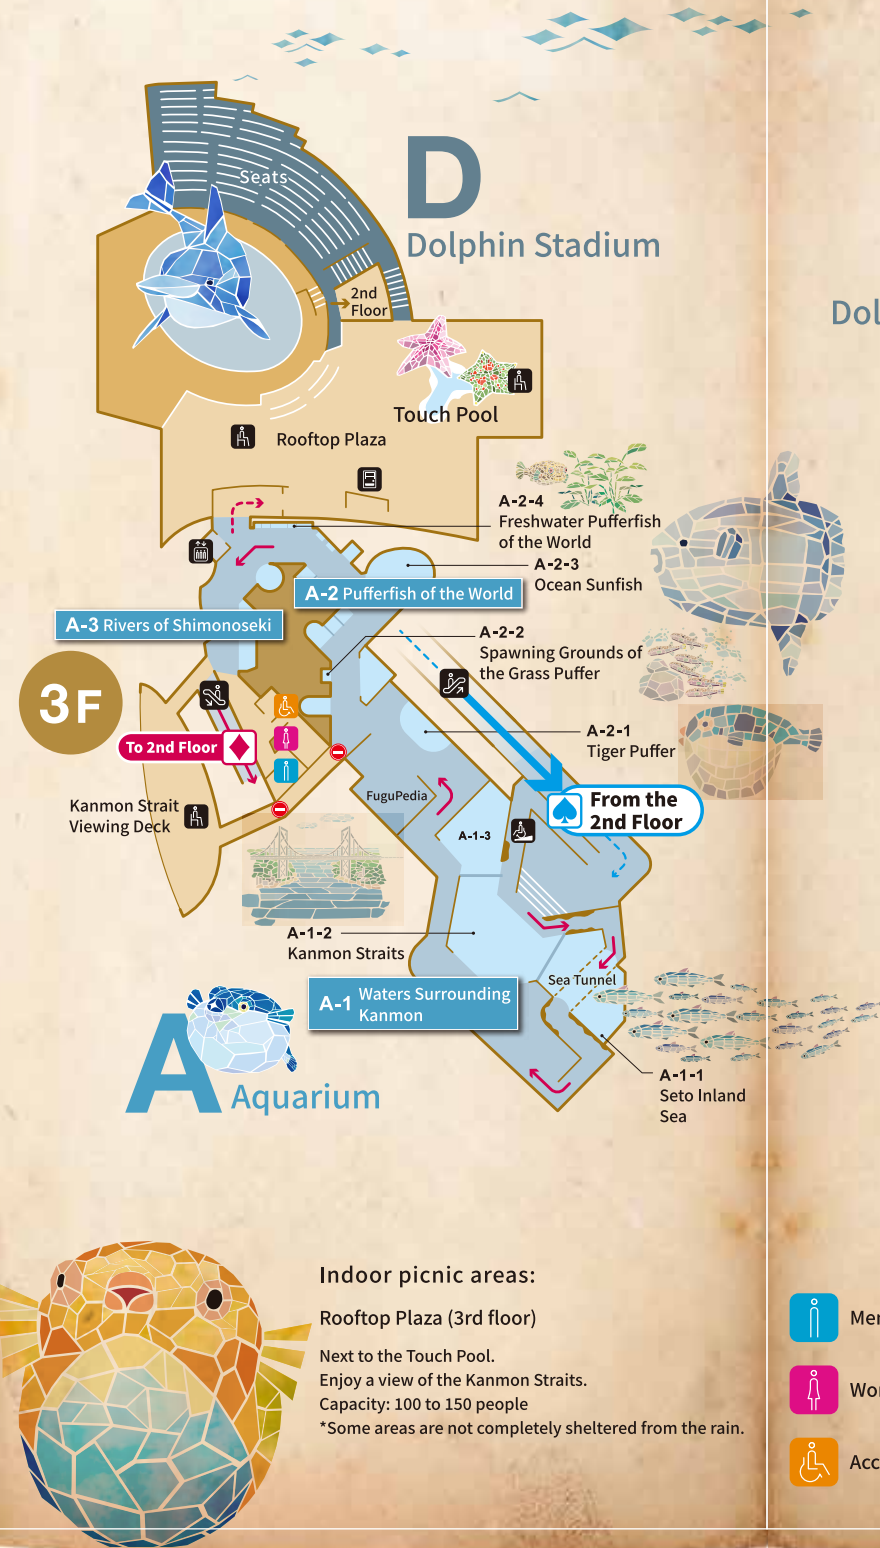 Seats
D
Dolphin Stadium
2nd
Floor
Dol
Touch Pool
Rooftop Plaza
A-2-4
Freshwater Pufferfish
of the World
A-2-3
Ocean Sunfish
A-2 Pufferfish of the World
A-3 Rivers of Shimonoseki
A-2-2
Spawning Grounds of
the Grass Puffer
3F
To 2nd Floor
A-2-1
Tiger Puffer
FuguPedia
From the
2nd Floor
Kanmon Strait
Viewing Deck
A-1-3
A-1-2
Kanmon Straits
Sea Tunnel
A-1 Waters Surrounding
Kanmon
A Aquarium
A-1-1
Seto Inland
Sea
Indoor picnic areas:
Rooftop Plaza (3rd floor)
Next to the Touch Pool.
Enjoy a view of the Kanmon Straits.
Capacity: 100 to 150 people
*Some areas are not completely sheltered from the rain.
Mer
Wor
Acc